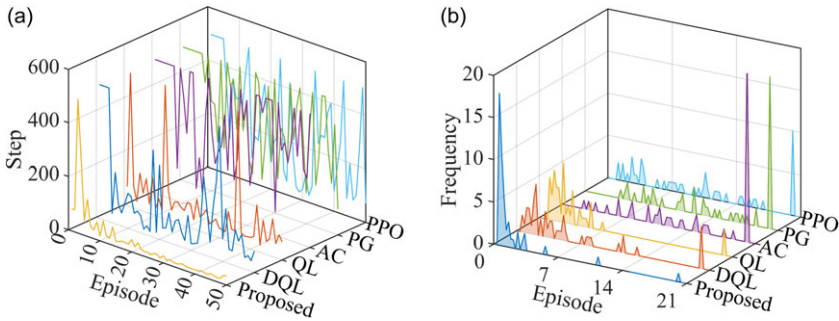 (a)
600
400
200
0
Step
0
10
20
30
40
50
Episode
Proposed
DQL
QL
AC
PG
PPO
(b)
20
15
10
5
0
Frequency
0
7
14
21
Episode
Proposed
DQL
QL
AC
PG
PPO